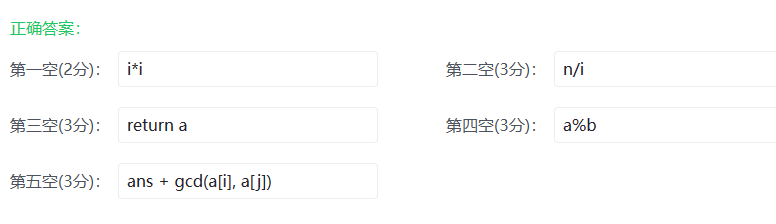 正确答案：
第一空(2分)： i*i 第二空(3分)： n/i
第三空(3分)： return a 第四空(3分)： a%b
第五空(3分)： ans + gcd(a[i], a[j])